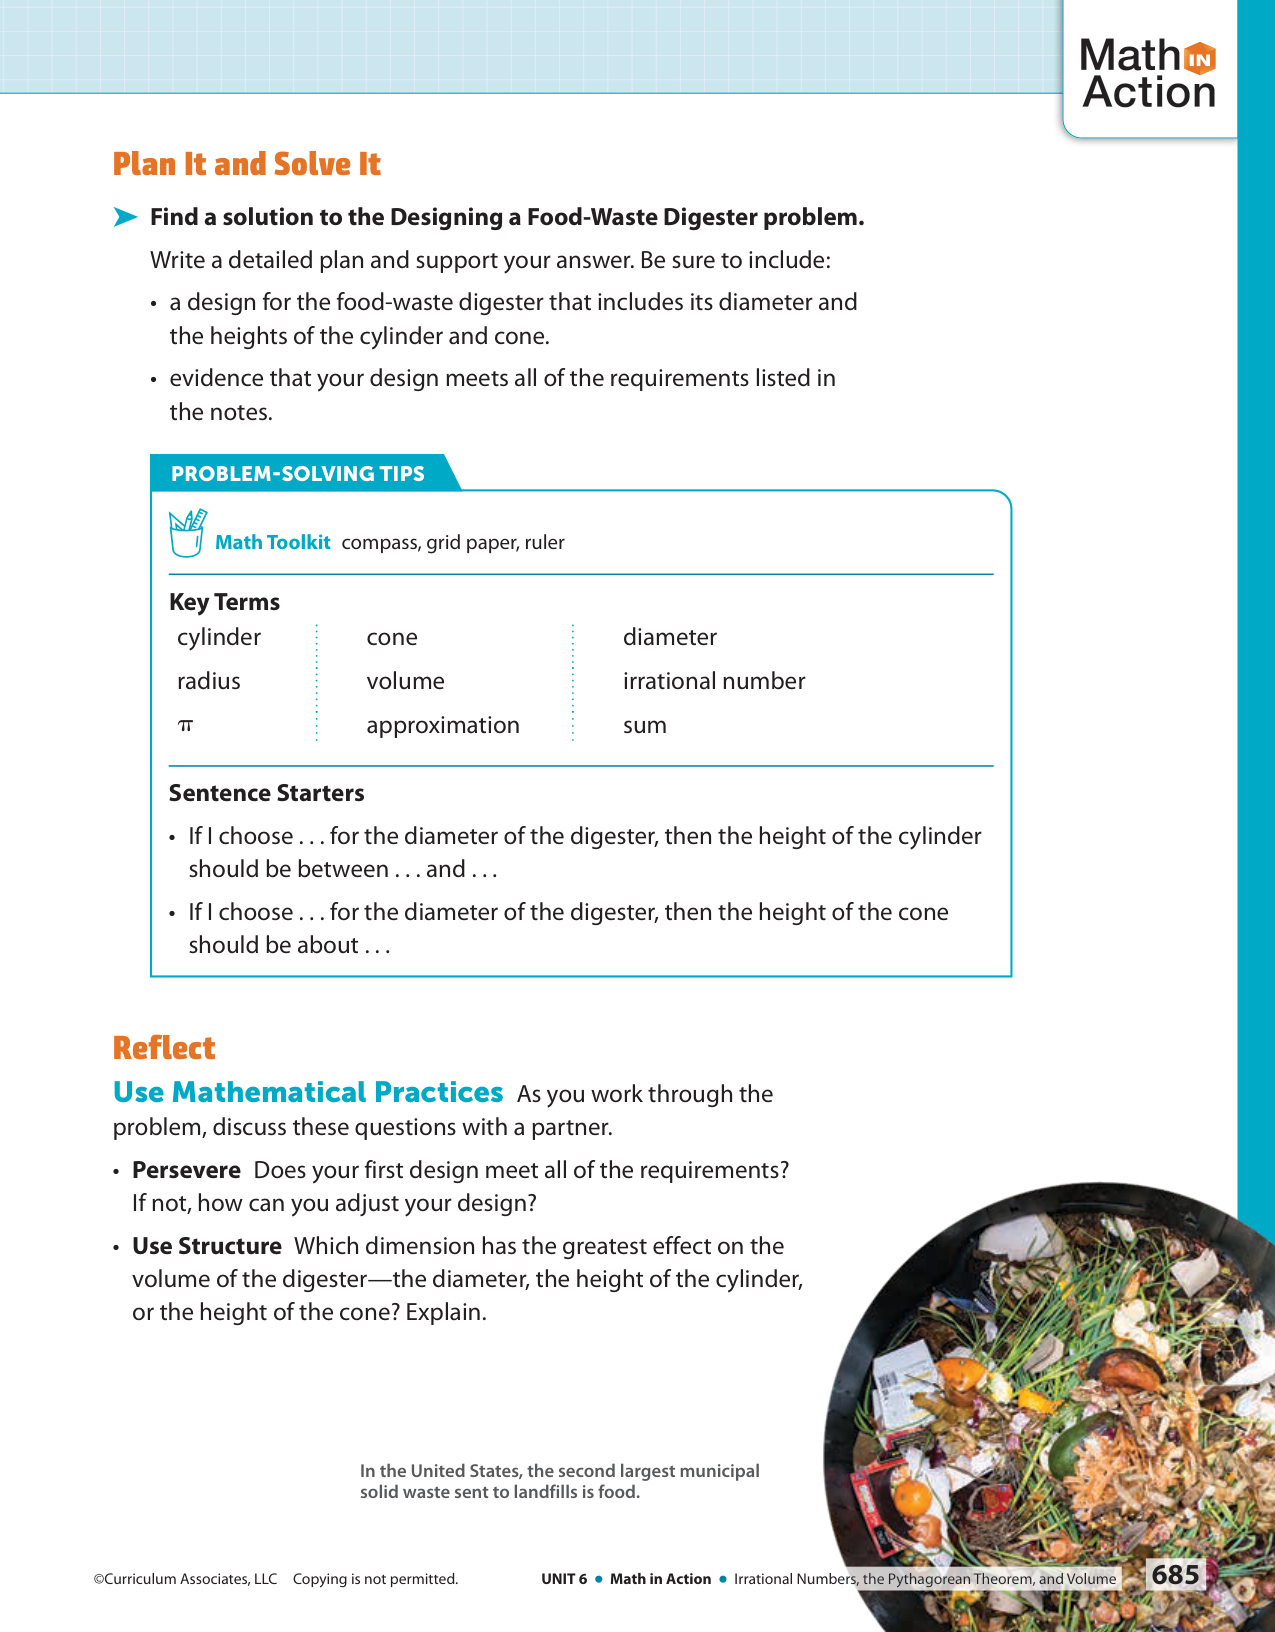 Math IN
Action
Plan It and Solve It
Find a solution to the Designing a Food-Waste Digester problem.
Write a detailed plan and support your answer. Be sure to include:
• a design for the food-waste digester that includes its diameter and
the heights of the cylinder and cone.
• evidence that your design meets all of the requirements listed in
the notes.
PROBLEM-SOLVING TIPS
Math Toolkit compass, grid paper, ruler
Key Terms
cylinder cone diameter
radius volume irrational number
π approximation sum
Sentence Starters
• If I choose . . . for the diameter of the digester, then the height of the cylinder
should be between . . . and . . .
• If I choose . . . for the diameter of the digester, then the height of the cone
should be about . . .
Reflect
Use Mathematical Practices As you work through the
problem, discuss these questions with a partner.
• Persevere Does your first design meet all of the requirements?
If not, how can you adjust your design?
• Use Structure Which dimension has the greatest effect on the
volume of the digester—the diameter, the height of the cylinder,
or the height of the cone? Explain.
In the United States, the second largest municipal
solid waste sent to landfills is food.
©Curriculum Associates, LLC Copying is not permitted. UNIT 6 • Math in Action • Irrational Numbers, the Pythagorean Theorem, and Volume 685